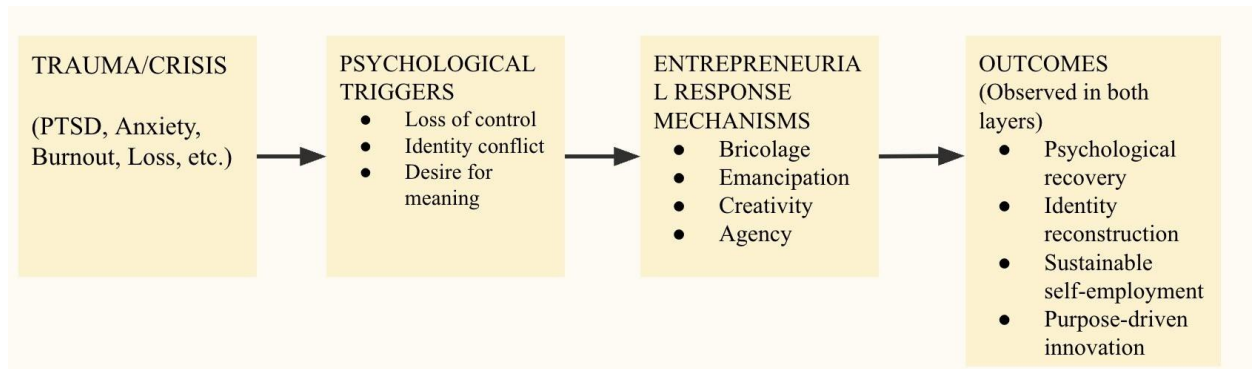 TRAUMA/CRISIS
(PTSD, Anxiety,
Burnout, Loss, etc.)
PSYCHOLOGICAL
TRIGGERS
● Loss of control
● Identity conflict
● Desire for
meaning
ENTREPRENEURIA
L RESPONSE
MECHANISMS
● Bricolage
● Emancipation
● Creativity
● Agency
OUTCOMES
(Observed in both
layers)
● Psychological
recovery
● Identity
reconstruction
● Sustainable
self-employment
● Purpose-driven
innovation